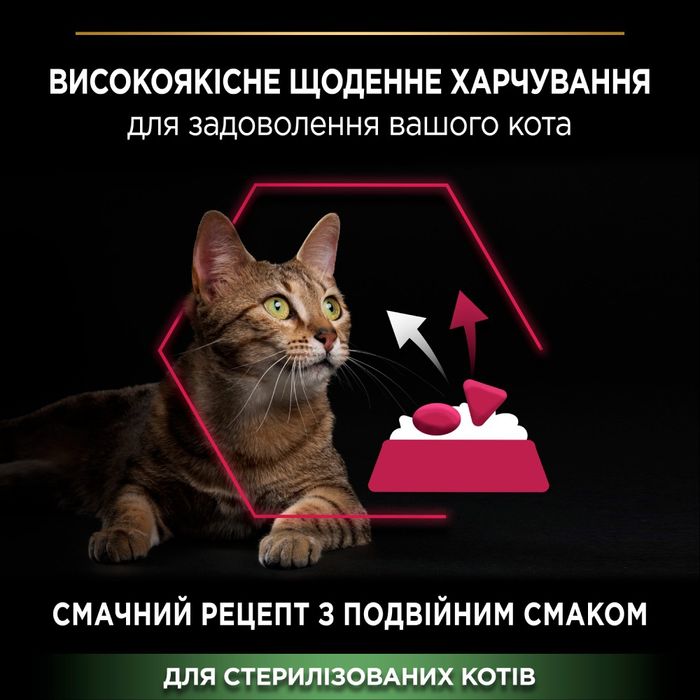 ВИСОКОЯКІСНЕ ЩОДЕННЕ ХАРЧУВАННЯ
для задоволення вашого кота
СМАЧНИЙ РЕЦЕПТ З ПОДВІЙНИМ СМАКОМ
ДЛЯ СТЕРИЛІЗОВАНИХ КОТІВ